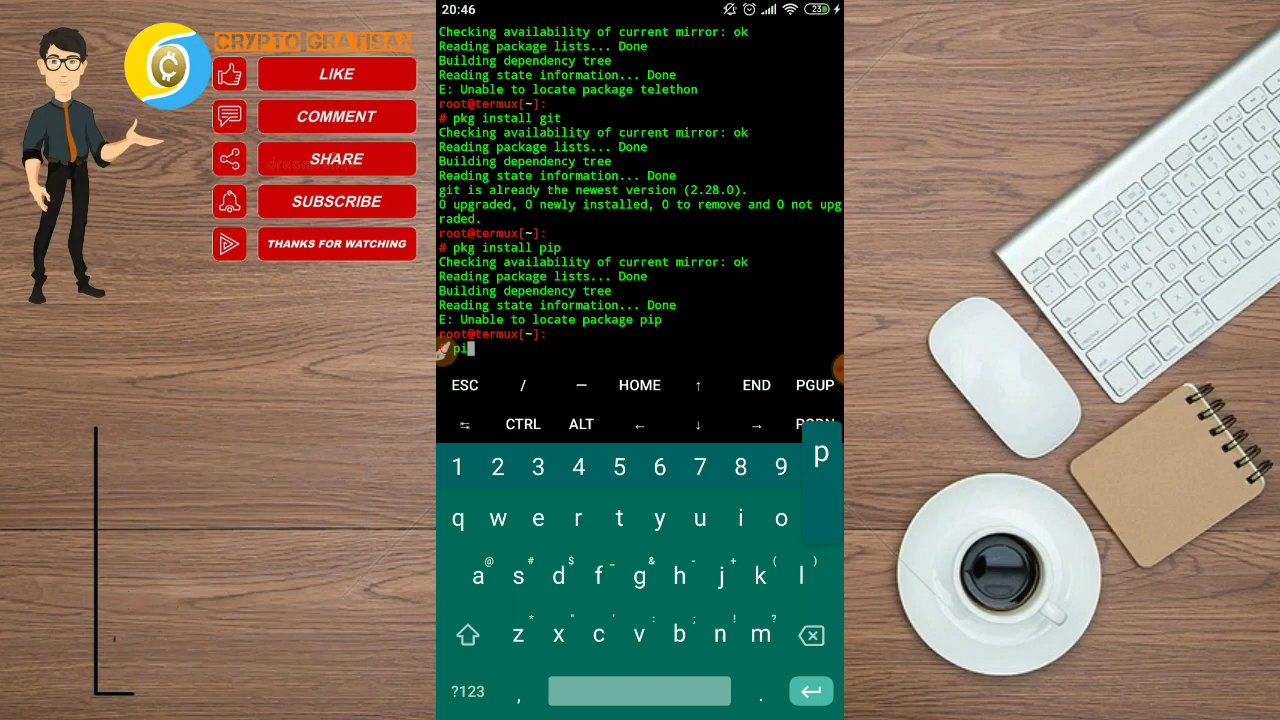 CRYPTO GRATISAN
LIKE
COMMENT
SHARE
SUBSCRIBE
THANKS FOR WATCHING
20:46
23
Checking availability of current mirror: ok
Reading package lists... Done
Building dependency tree
Reading state information... Done
E: Unable to locate package telethon
root@termux[~]:
# pkg install git
Checking availability of current mirror: ok
Reading package lists... Done
Building dependency tree
Reading state information... Done
git is already the newest version (2.28.0).
0 upgraded, 0 newly installed, 0 to remove and 0 not upg
raded.
root@termux[~]:
# pkg install pip
Checking availability of current mirror: ok
Reading package lists... Done
Building dependency tree
Reading state information... Done
E: Unable to locate package pip
root@termux[~]:
pi
ESC / — HOME ↑ END PGUP
⇆ CTRL ALT ← ↓ → PGDN
1 2 3 4 5 6 7 8 9 p
q w e r t y u i o
@ # $ _ & - + ( )
a s d f g h j k l
* " ' : ; ! ?
z x c v b n m
?123 , .